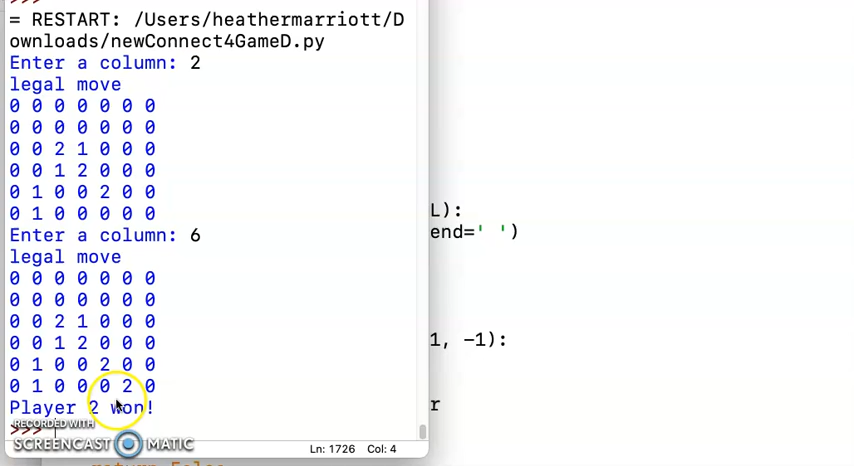 >>>
= RESTART: /Users/heathermarriott/D
ownloads/newConnect4GameD.py
Enter a column: 2
legal move
0 0 0 0 0 0 0
0 0 0 0 0 0 0
0 0 2 1 0 0 0
0 0 1 2 0 0 0
0 1 0 0 2 0 0
0 1 0 0 0 0 0
Enter a column: 6
legal move
0 0 0 0 0 0 0
0 0 0 0 0 0 0
0 0 2 1 0 0 0
0 0 1 2 0 0 0
0 1 0 0 2 0 0
0 1 0 0 0 2 0
Player 2 won!
>>>
RECORDED WITH
SCREENCAST MATIC
Ln: 1726 Col: 4
L):
end=' ')
1, -1):
r
return False